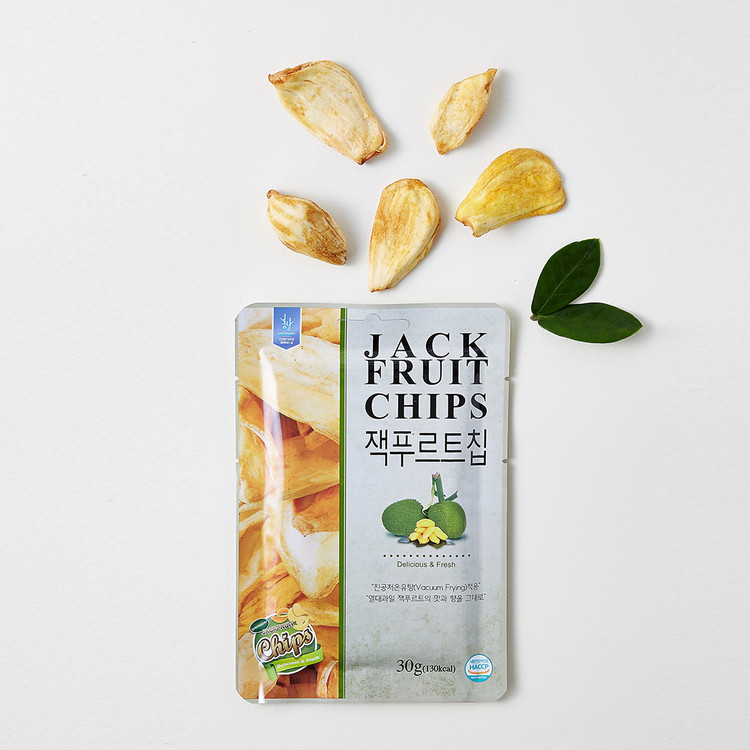 JACK
FRUIT
CHIPS
잭푸르트칩
Delicious & Fresh
"진공저온유탕(Vacuum Frying)적용"
"열대과일 잭푸르트의 맛과 향을 그대로"
Chips
Delicious & Fresh
30g(130kcal)
HACCP